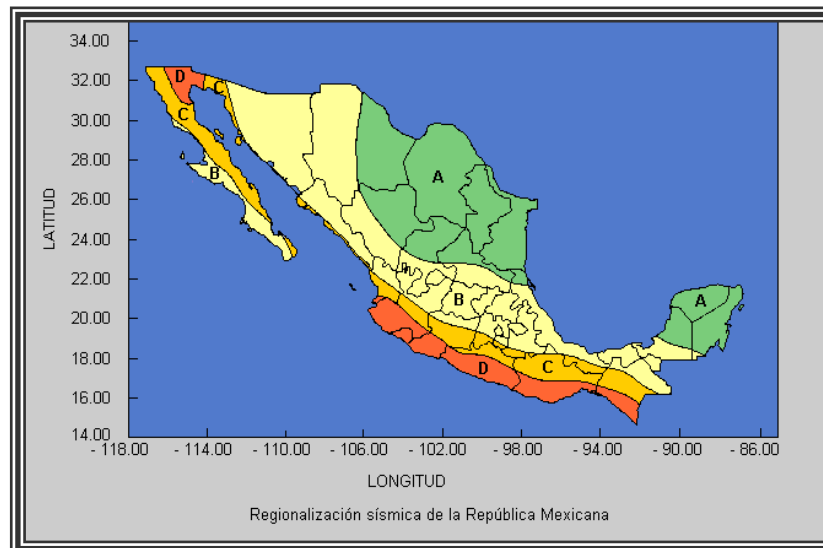 34.00
32.00
30.00
28.00
26.00
24.00
22.00
20.00
18.00
16.00
14.00
LATITUD
D
C
C
B
A
A
B
C
D
- 118.00 - 114.00 - 110.00 - 106.00 - 102.00 - 98.00 - 94.00 - 90.00 - 86.00
LONGITUD
Regionalización sísmica de la República Mexicana